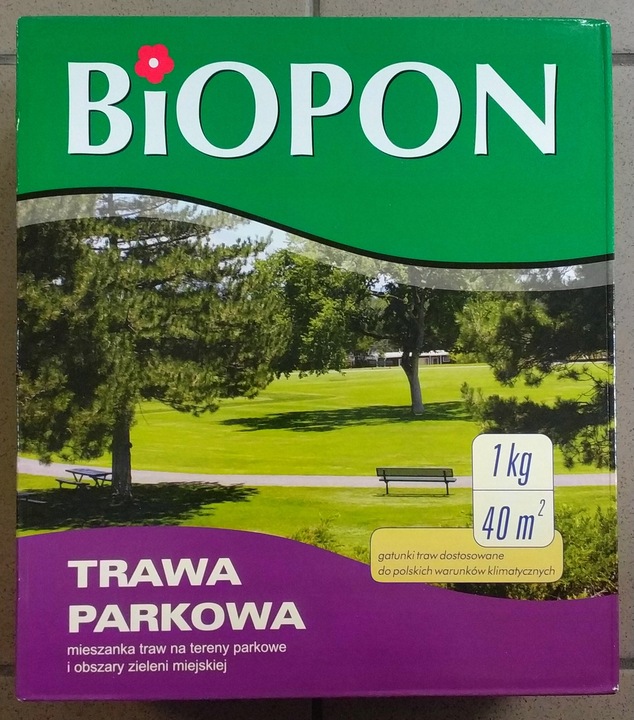 BiOPON
1 kg
40 m²
gatunki traw dostosowane
do polskich warunków klimatycznych
TRAWA
PARKOWA
mieszanka traw na tereny parkowe
i obszary zieleni miejskiej